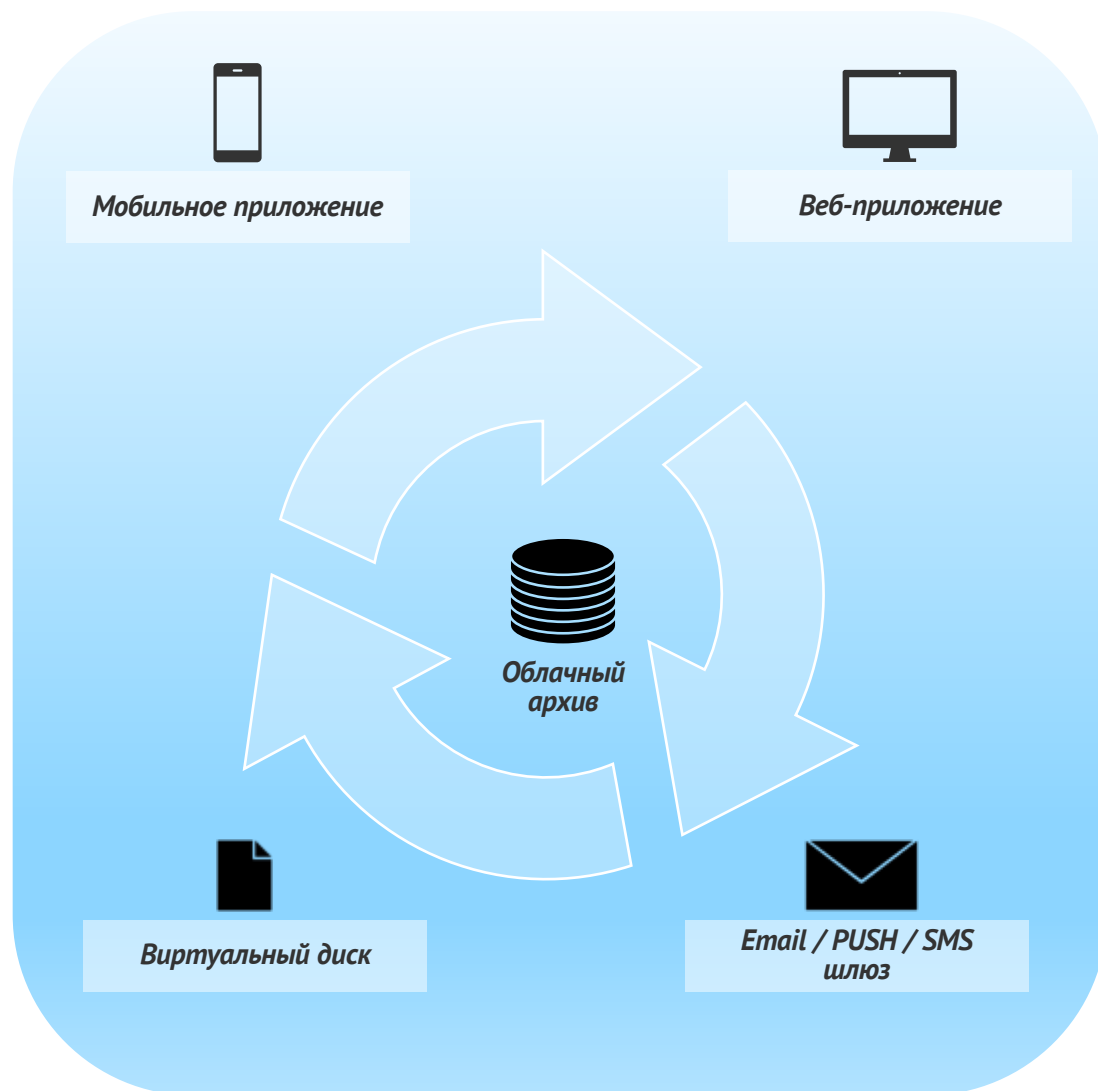 Мобильное приложение
Веб-приложение
Облачный
архив
Виртуальный диск
Email / PUSH / SMS
шлюз